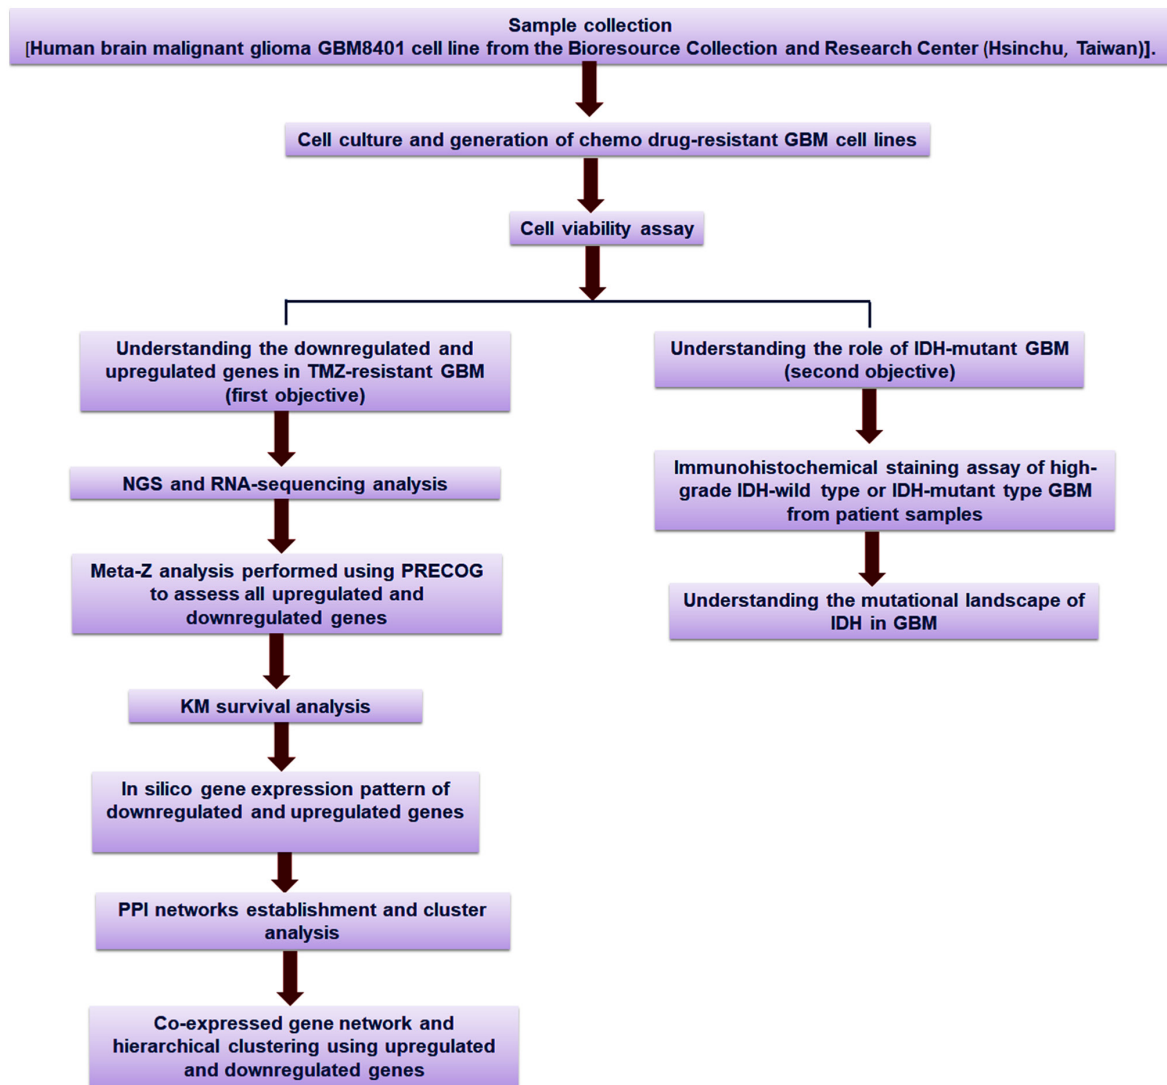 Sample collection
[Human brain malignant glioma GBM8401 cell line from the Bioresource Collection and Research Center (Hsinchu, Taiwan)].
Cell culture and generation of chemo drug-resistant GBM cell lines
Cell viability assay
Understanding the downregulated and
upregulated genes in TMZ-resistant GBM
(first objective)
NGS and RNA-sequencing analysis
Meta-Z analysis performed using PRECOG
to assess all upregulated and
downregulated genes
KM survival analysis
In silico gene expression pattern of
downregulated and upregulated genes
PPI networks establishment and cluster
analysis
Co-expressed gene network and
hierarchical clustering using upregulated
and downregulated genes
Understanding the role of IDH-mutant GBM
(second objective)
Immunohistochemical staining assay of high-
grade IDH-wild type or IDH-mutant type GBM
from patient samples
Understanding the mutational landscape of
IDH in GBM